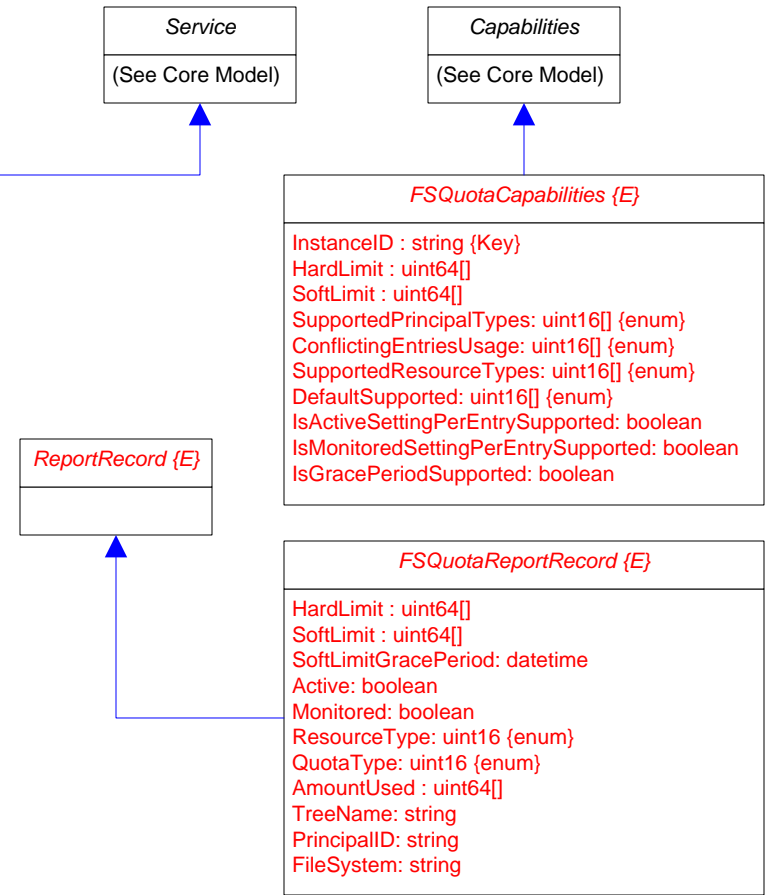 Service
(See Core Model)
Capabilities
(See Core Model)
FSQuotaCapabilities {E}
InstanceID : string {Key}
HardLimit : uint64[]
SoftLimit : uint64[]
SupportedPrincipalTypes: uint16[] {enum}
ConflictingEntriesUsage: uint16[] {enum}
SupportedResourceTypes: uint16[] {enum}
DefaultSupported: uint16[] {enum}
IsActiveSettingPerEntrySupported: boolean
IsMonitoredSettingPerEntrySupported: boolean
IsGracePeriodSupported: boolean
ReportRecord {E}
FSQuotaReportRecord {E}
HardLimit : uint64[]
SoftLimit : uint64[]
SoftLimitGracePeriod: datetime
Active: boolean
Monitored: boolean
ResourceType: uint16 {enum}
QuotaType: uint16 {enum}
AmountUsed : uint64[]
TreeName: string
PrincipalID: string
FileSystem: string